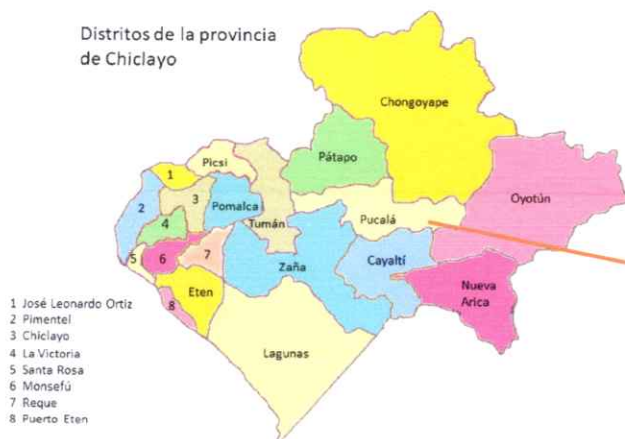 Distritos de la provincia
de Chiclayo
Chongoyape
Pátapo
Picsi
1
3
2
Pomalca
Oyotún
4
Tumán
Pucalá
5
6
7
Zaña
Cayaltí
Eten
Nueva
Arica
8
Lagunas
1 José Leonardo Ortiz
2 Pimentel
3 Chiclayo
4 La Victoria
5 Santa Rosa
6 Monsefú
7 Reque
8 Puerto Eten